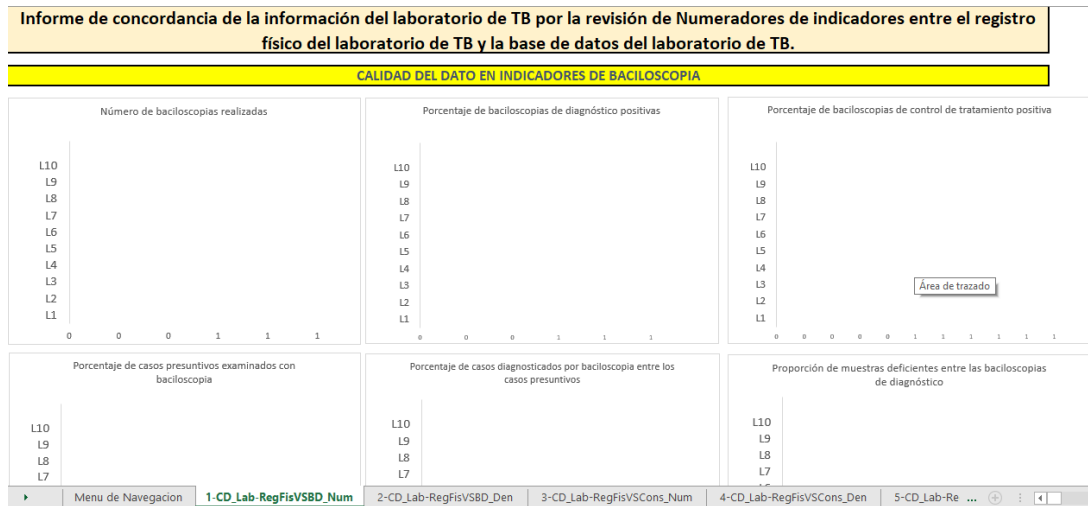 Informe de concordancia de la información del laboratorio de TB por la revisión de Numeradores de indicadores entre el registro
físico del laboratorio de TB y la base de datos del laboratorio de TB.
CALIDAD DEL DATO EN INDICADORES DE BACILOSCOPIA
Número de baciloscopias realizadas
L10
L9
L8
L7
L6
L5
L4
L3
L2
L1
0 0 0 1 1 1
Porcentaje de baciloscopias de diagnóstico positivas
L10
L9
L8
L7
L6
L5
L4
L3
L2
L1
0 0 0 1 1 1
Porcentaje de baciloscopias de control de tratamiento positiva
L10
L9
L8
L7
L6
L5
L4
L3
L2
L1
Área de trazado
0 0 0 0 0 1 1 1 1 1 1
Porcentaje de casos presuntivos examinados con
baciloscopia
L10
L9
L8
L7
Porcentaje de casos diagnosticados por baciloscopia entre los
casos presuntivos
L10
L9
L8
L7
Proporción de muestras deficientes entre las baciloscopias
de diagnóstico
L10
L9
L8
L7
Menu de Navegacion 1-CD_Lab-RegFisVSBD_Num 2-CD_Lab-RegFisVSBD_Den 3-CD_Lab-RegFisVSCons_Num 4-CD_Lab-RegFisVSCons_Den 5-CD_Lab-Re ...